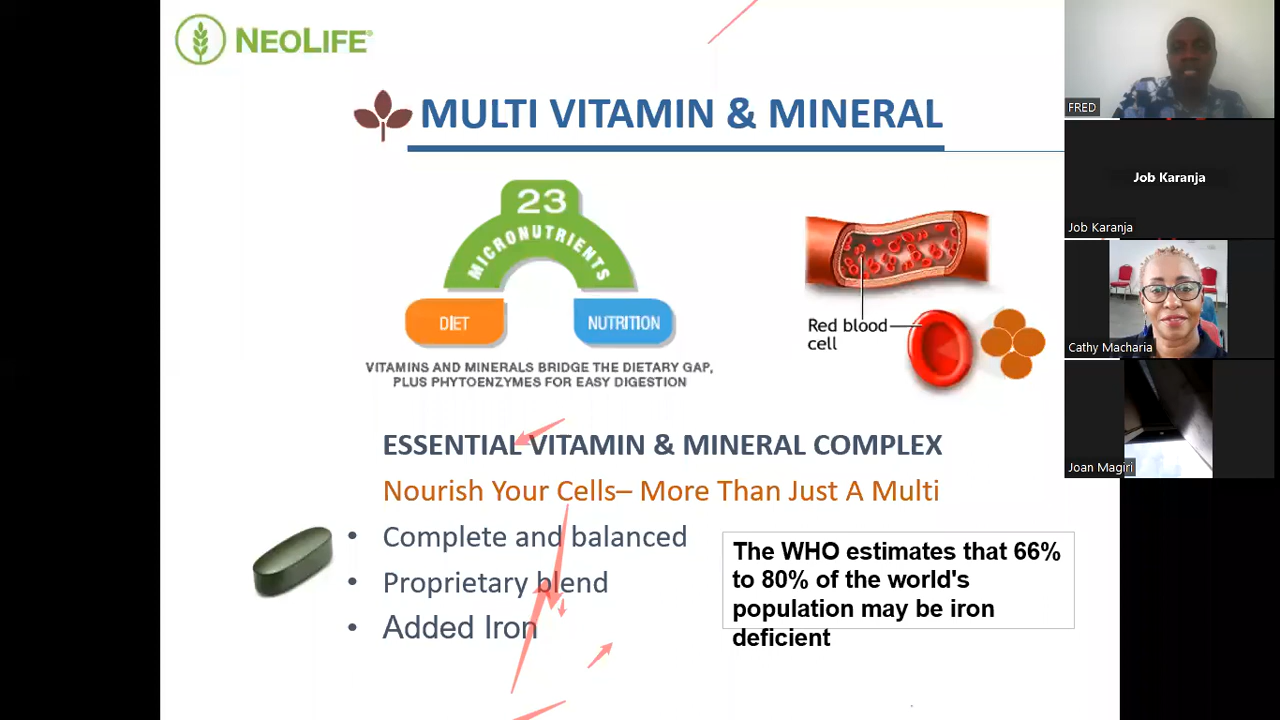 NEOLIFE®
MULTI VITAMIN & MINERAL
23
MICRONUTRIENTS
DIET
NUTRITION
VITAMINS AND MINERALS BRIDGE THE DIETARY GAP,
PLUS PHYTOENZYMES FOR EASY DIGESTION
Red blood
cell
ESSENTIAL VITAMIN & MINERAL COMPLEX
Nourish Your Cells– More Than Just A Multi
• Complete and balanced
• Proprietary blend
• Added Iron
The WHO estimates that 66%
to 80% of the world's
population may be iron
deficient
FRED
Job Karanja
Job Karanja
Cathy Macharia
Joan Magiri